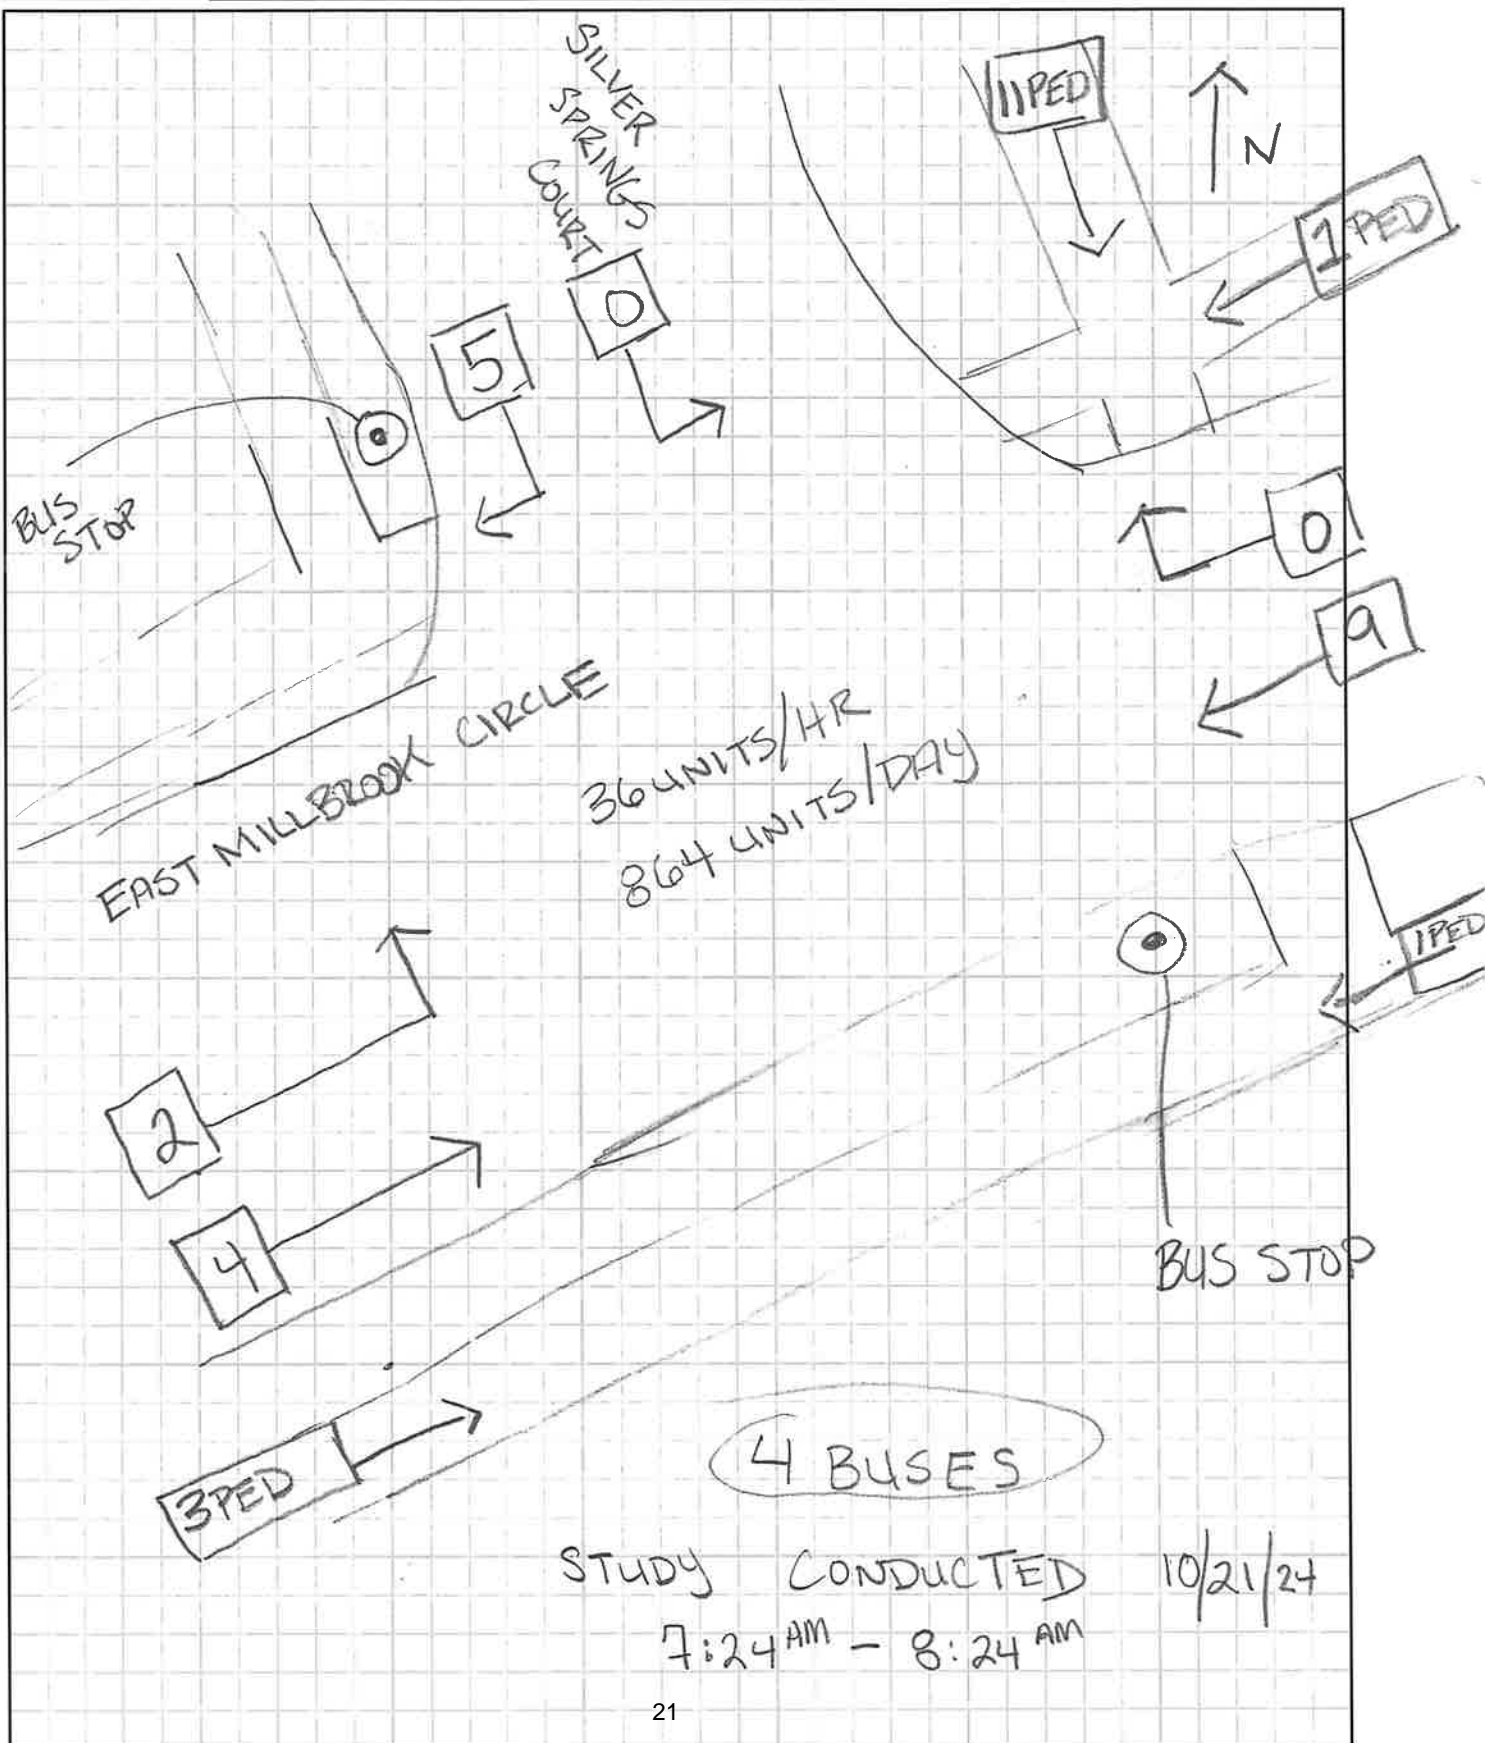 SILVER
SPRINGS
COURT
11PED
N
1 PED
0
5
BUS
STOP
0
9
EAST MILLBROOK CIRCLE
36 UNITS/HR
864 UNITS/DAY
1PED
2
4
BUS STOP
3PED
4 BUSES
STUDY CONDUCTED 10/21/24
7:24 AM - 8:24 AM
21